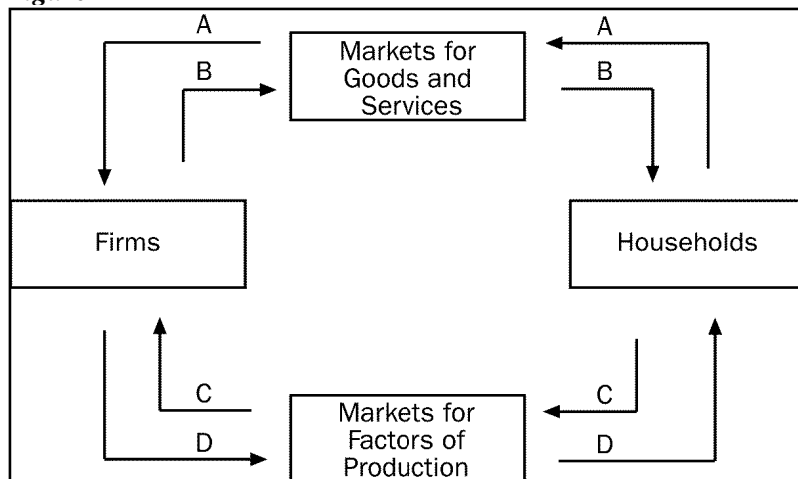 A
A
Markets for
Goods and
Services
B
B
Firms
Households
C
C
Markets for
Factors of
Production
D
D